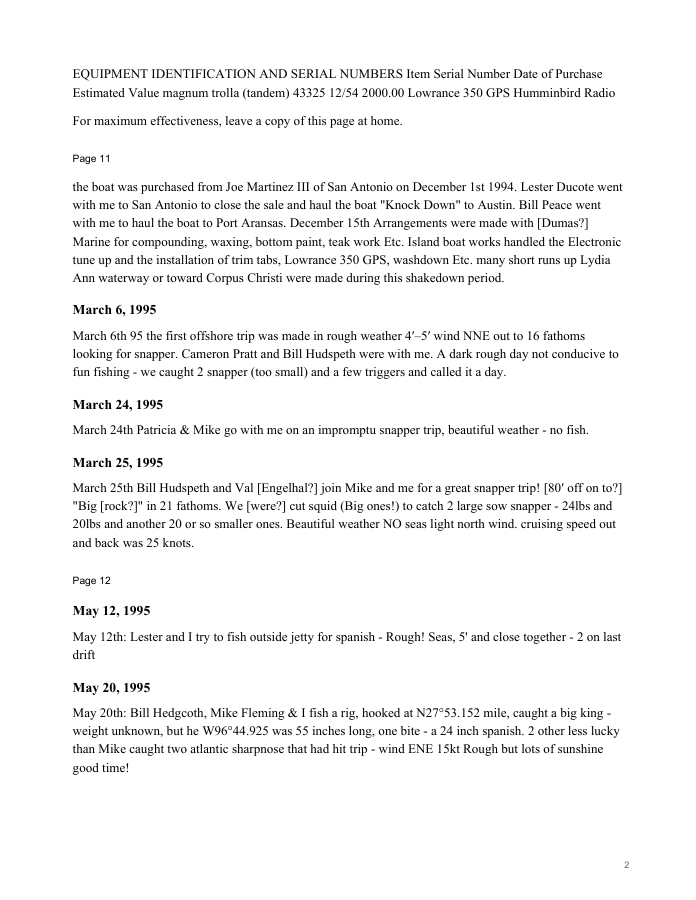 EQUIPMENT IDENTIFICATION AND SERIAL NUMBERS Item Serial Number Date of Purchase
Estimated Value magnum trolla (tandem) 43325 12/54 2000.00 Lowrance 350 GPS Humminbird Radio
For maximum effectiveness, leave a copy of this page at home.
Page 11
the boat was purchased from Joe Martinez III of San Antonio on December 1st 1994. Lester Ducote went
with me to San Antonio to close the sale and haul the boat "Knock Down" to Austin. Bill Peace went
with me to haul the boat to Port Aransas. December 15th Arrangements were made with [Dumas?]
Marine for compounding, waxing, bottom paint, teak work Etc. Island boat works handled the Electronic
tune up and the installation of trim tabs, Lowrance 350 GPS, washdown Etc. many short runs up Lydia
Ann waterway or toward Corpus Christi were made during this shakedown period.
March 6, 1995
March 6th 95 the first offshore trip was made in rough weather 4′–5′ wind NNE out to 16 fathoms
looking for snapper. Cameron Pratt and Bill Hudspeth were with me. A dark rough day not conducive to
fun fishing - we caught 2 snapper (too small) and a few triggers and called it a day.
March 24, 1995
March 24th Patricia & Mike go with me on an impromptu snapper trip, beautiful weather - no fish.
March 25, 1995
March 25th Bill Hudspeth and Val [Engelhal?] join Mike and me for a great snapper trip! [80′ off on to?]
"Big [rock?]" in 21 fathoms. We [were?] cut squid (Big ones!) to catch 2 large sow snapper - 24lbs and
20lbs and another 20 or so smaller ones. Beautiful weather NO seas light north wind. cruising speed out
and back was 25 knots.
Page 12
May 12, 1995
May 12th: Lester and I try to fish outside jetty for spanish - Rough! Seas, 5' and close together - 2 on last
drift
May 20, 1995
May 20th: Bill Hedgcoth, Mike Fleming & I fish a rig, hooked at N27°53.152 mile, caught a big king -
weight unknown, but he W96°44.925 was 55 inches long, one bite - a 24 inch spanish. 2 other less lucky
than Mike caught two atlantic sharpnose that had hit trip - wind ENE 15kt Rough but lots of sunshine
good time!
2